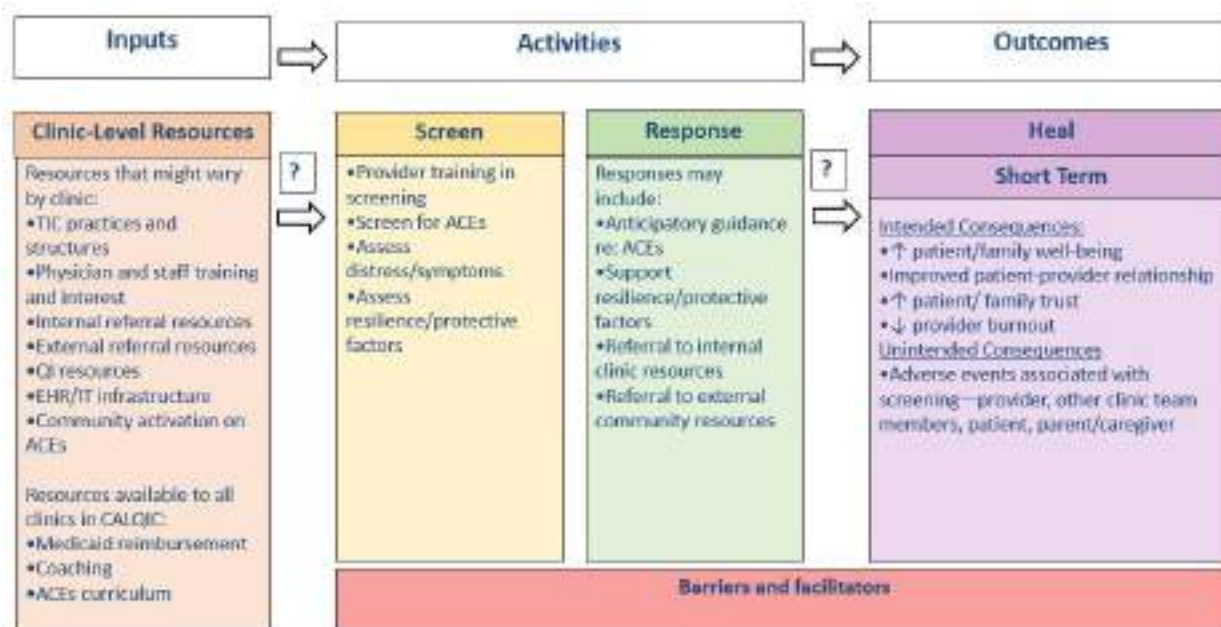 Inputs
Activities
Outcomes
Clinic-Level Resources
Resources that might vary
by clinic:
•TIC practices and
structures
•Physician and staff training
and interest
•Internal referral resources
•External referral resources
•QI resources
•EHR/IT infrastructure
•Community activation on
ACEs
Resources available to all
clinics in CALQIC:
•Medicaid reimbursement
•Coaching
•ACEs curriculum
?
Screen
•Provider training in
screening
•Screen for ACEs
•Assess
distress/symptoms
•Assess
resilience/protective
factors
Response
Responses may
include:
•Anticipatory guidance
re: ACEs
•Support
resilience/protective
factors
•Referral to internal
clinic resources
•Referral to external
community resources
?
Heal
Short Term
Intended Consequences:
•↑ patient/family well-being
•Improved patient-provider relationship
•↑ patient/ family trust
•↓ provider burnout
Unintended Consequences
•Adverse events associated with
screening—provider, other clinic team
members, patient, parent/caregiver
Barriers and facilitators